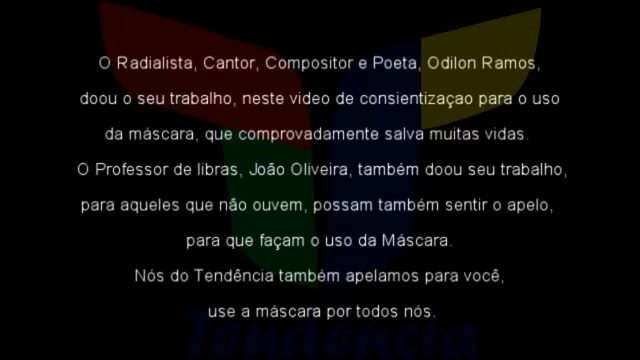 O Radialista, Cantor, Compositor e Poeta, Odilon Ramos,
doou o seu trabalho, neste video de consientizaçao para o uso
da máscara, que comprovadamente salva muitas vidas.
O Professor de libras, João Oliveira, também doou seu trabalho,
para aqueles que não ouvem, possam também sentir o apelo,
para que façam o uso da Máscara.
Nós do Tendência também apelamos para você,
use a máscara por todos nós.
Tendência